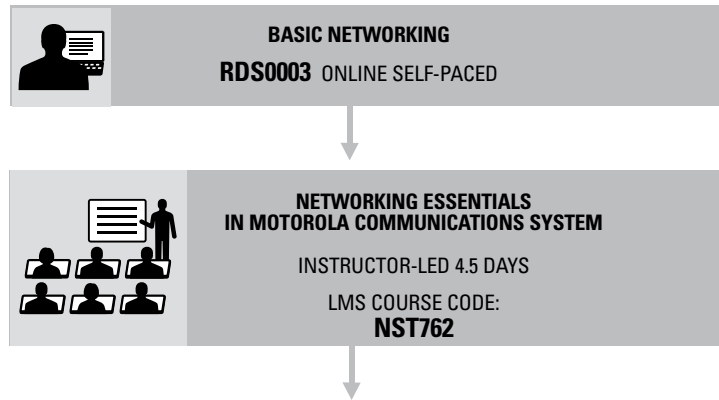 BASIC NETWORKING
RDS0003 ONLINE SELF-PACED
NETWORKING ESSENTIALS
IN MOTOROLA COMMUNICATIONS SYSTEM
INSTRUCTOR-LED 4.5 DAYS
LMS COURSE CODE:
NST762